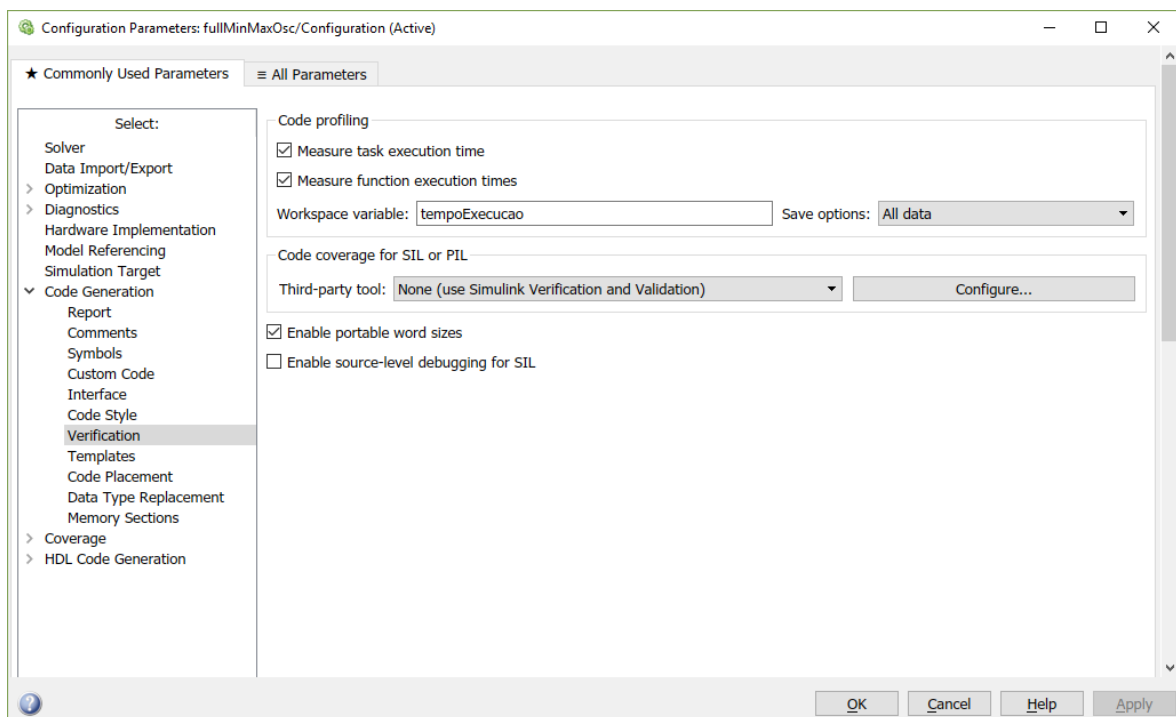 Configuration Parameters: fullMinMaxOsc/Configuration (Active)
★ Commonly Used Parameters
≡ All Parameters
Select:
Solver
Data Import/Export
Optimization
Diagnostics
Hardware Implementation
Model Referencing
Simulation Target
Code Generation
Report
Comments
Symbols
Custom Code
Interface
Code Style
Verification
Templates
Code Placement
Data Type Replacement
Memory Sections
Coverage
HDL Code Generation
Code profiling
Measure task execution time
Measure function execution times
Workspace variable: tempoExecucao Save options: All data
Code coverage for SIL or PIL
Third-party tool: None (use Simulink Verification and Validation) Configure...
Enable portable word sizes
Enable source-level debugging for SIL
? OK Cancel Help Apply